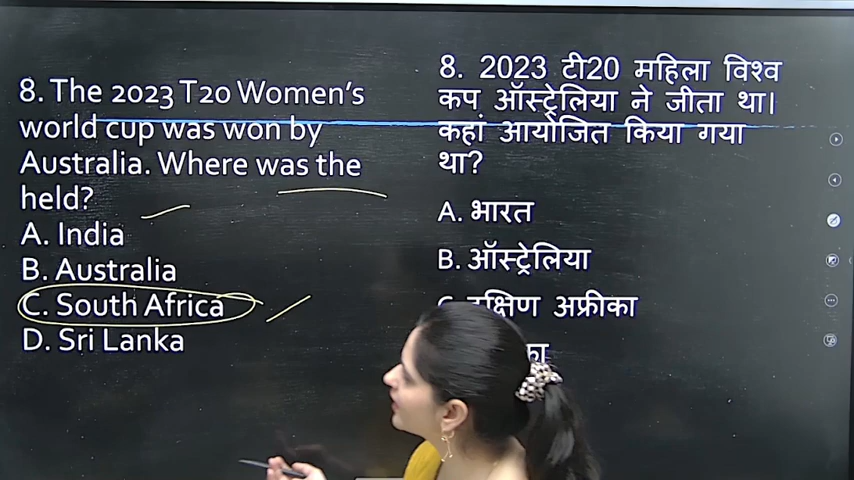 8. The 2023 T20 Women's
world cup was won by
Australia. Where was the
held?
A. India
B. Australia
C. South Africa
D. Sri Lanka
8. 2023 टी20 महिला विश्व
कप ऑस्ट्रेलिया ने जीता था।
कहां आयोजित किया गया
था?
A. भारत
B. ऑस्ट्रेलिया
दक्षिण अफ्रीका